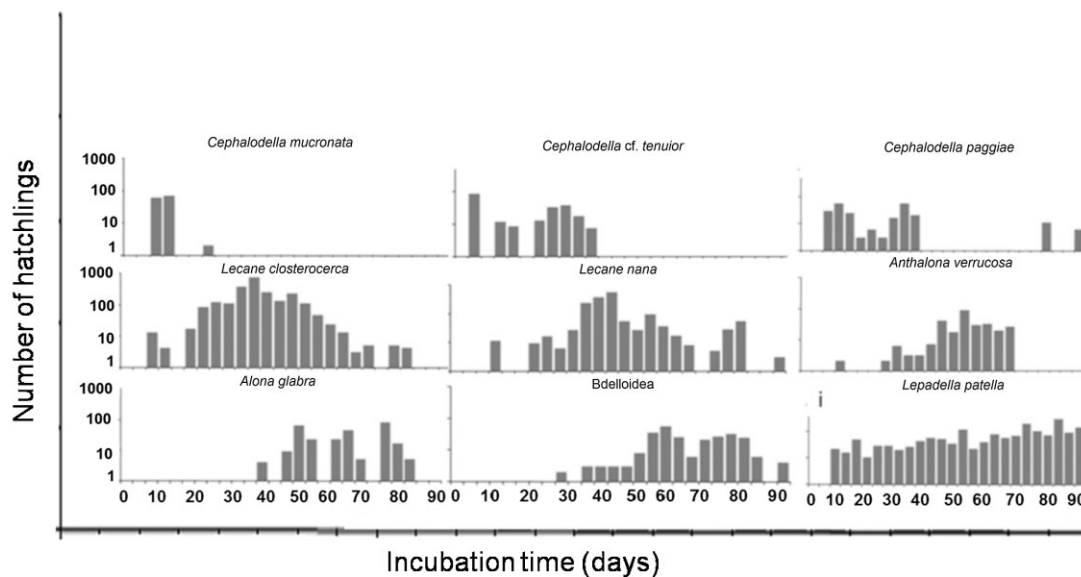 Number of hatchlings
Cephalodella mucronata
Cephalodella cf. tenuior
Cephalodella paggiae
1000
100
10
1
Lecane closterocerca
Lecane nana
Anthalona verrucosa
1000
100
10
1
Alona glabra
Bdelloidea
Lepadella patella
1000
100
10
1
i
0 10 20 30 40 50 60 70 80 90
0 10 20 30 40 50 60 70 80 90
0 10 20 30 40 50 60 70 80 90
Incubation time (days)